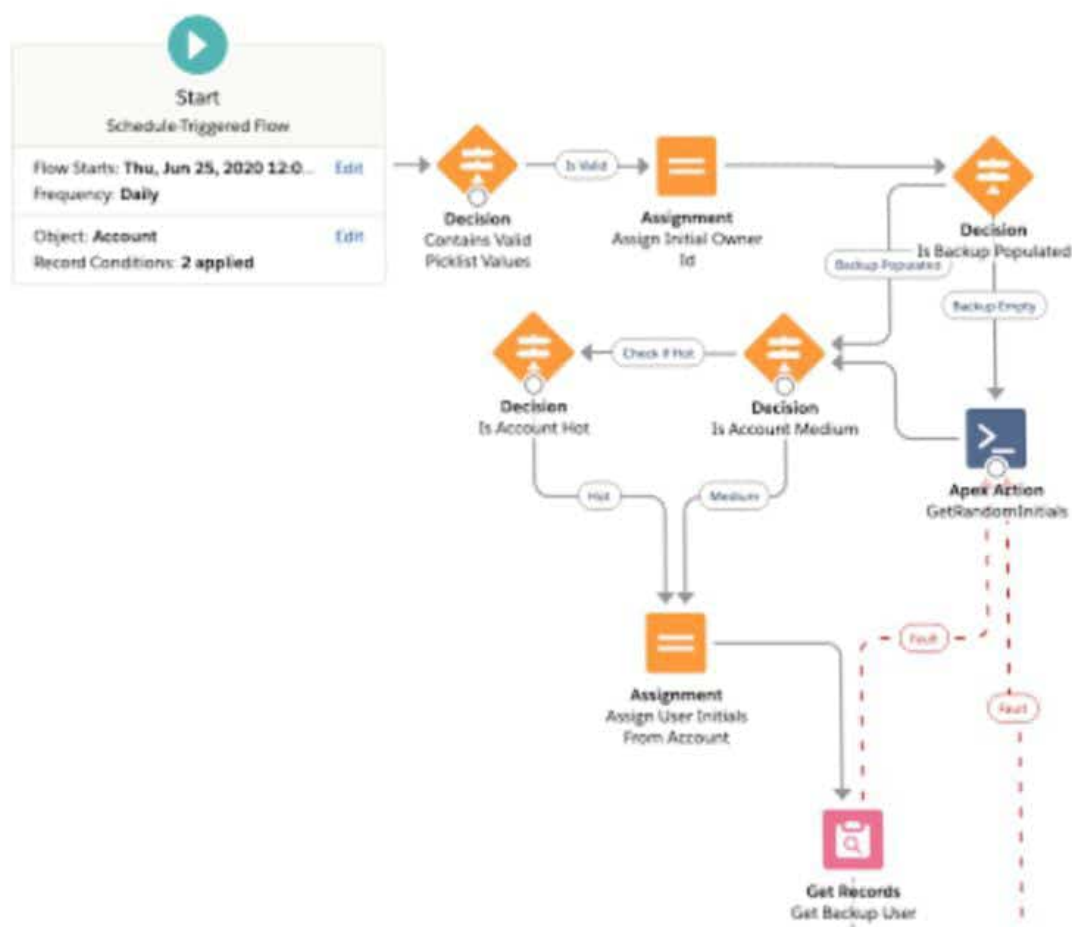 Start
Schedule-Triggered Flow
Flow Starts: Thu, Jun 25, 2020 12:0... Edit
Frequency: Daily
Object: Account Edit
Record Conditions: 2 applied
Decision
Contains Valid
Picklist Values
Is Valid
Assignment
Assign Initial Owner
Id
Decision
Is Backup Populated
Backup Populated
Backup Empty
Decision
Is Account Hot
Check If Hot
Decision
Is Account Medium
Apex Action
GetRandomInitials
Hot
Medium
Assignment
Assign User Initials
From Account
Fault
Fault
Get Records
Get Backup User